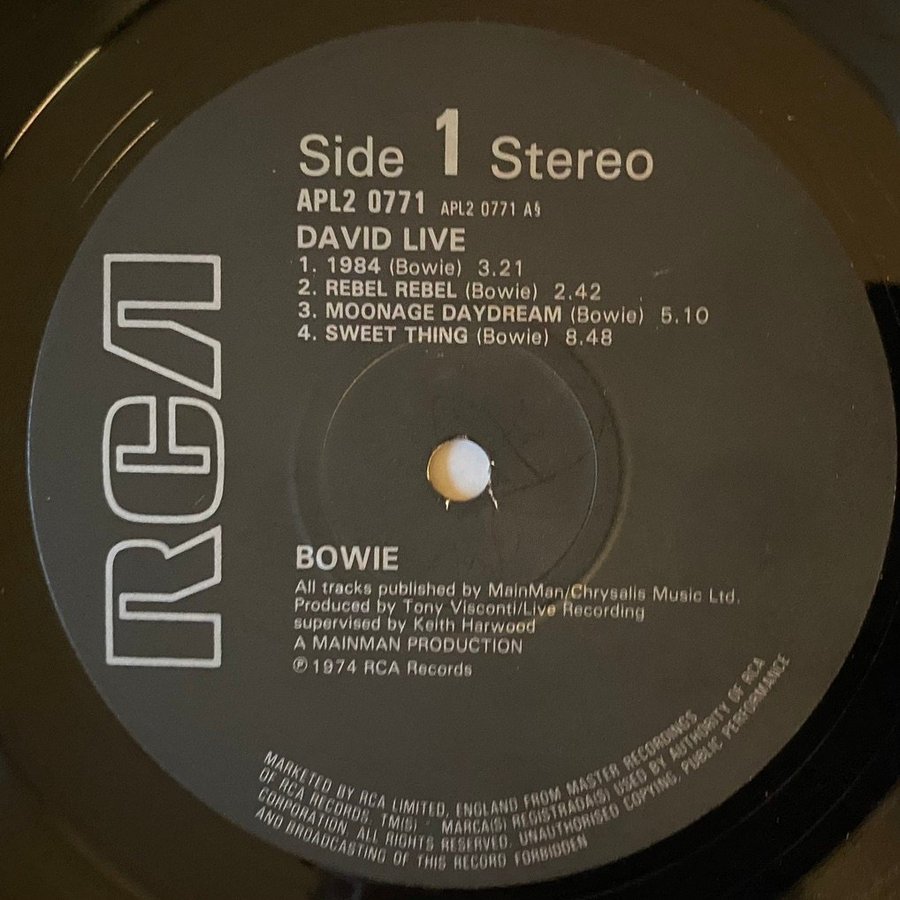 Side 1 Stereo
APL2 0771 APL2 0771 A§
DAVID LIVE
1. 1984 (Bowie) 3.21
2. REBEL REBEL (Bowie) 2.42
3. MOONAGE DAYDREAM (Bowie) 5.10
4. SWEET THING (Bowie) 8.48
RCA
BOWIE
All tracks published by MainMan/Chrysalis Music Ltd.
Produced by Tony Visconti/Live Recording
supervised by Keith Harwood
A MAINMAN PRODUCTION
℗ 1974 RCA Records
MARKETED BY RCA LIMITED, ENGLAND FROM MASTER RECORDINGS
OF RCA RECORDS. TM(S) · MARCA(S) REGISTRADA(S) USED BY AUTHORITY OF RCA
CORPORATION. ALL RIGHTS RESERVED. UNAUTHORISED COPYING, PUBLIC PERFORMANCE
AND BROADCASTING OF THIS RECORD FORBIDDEN